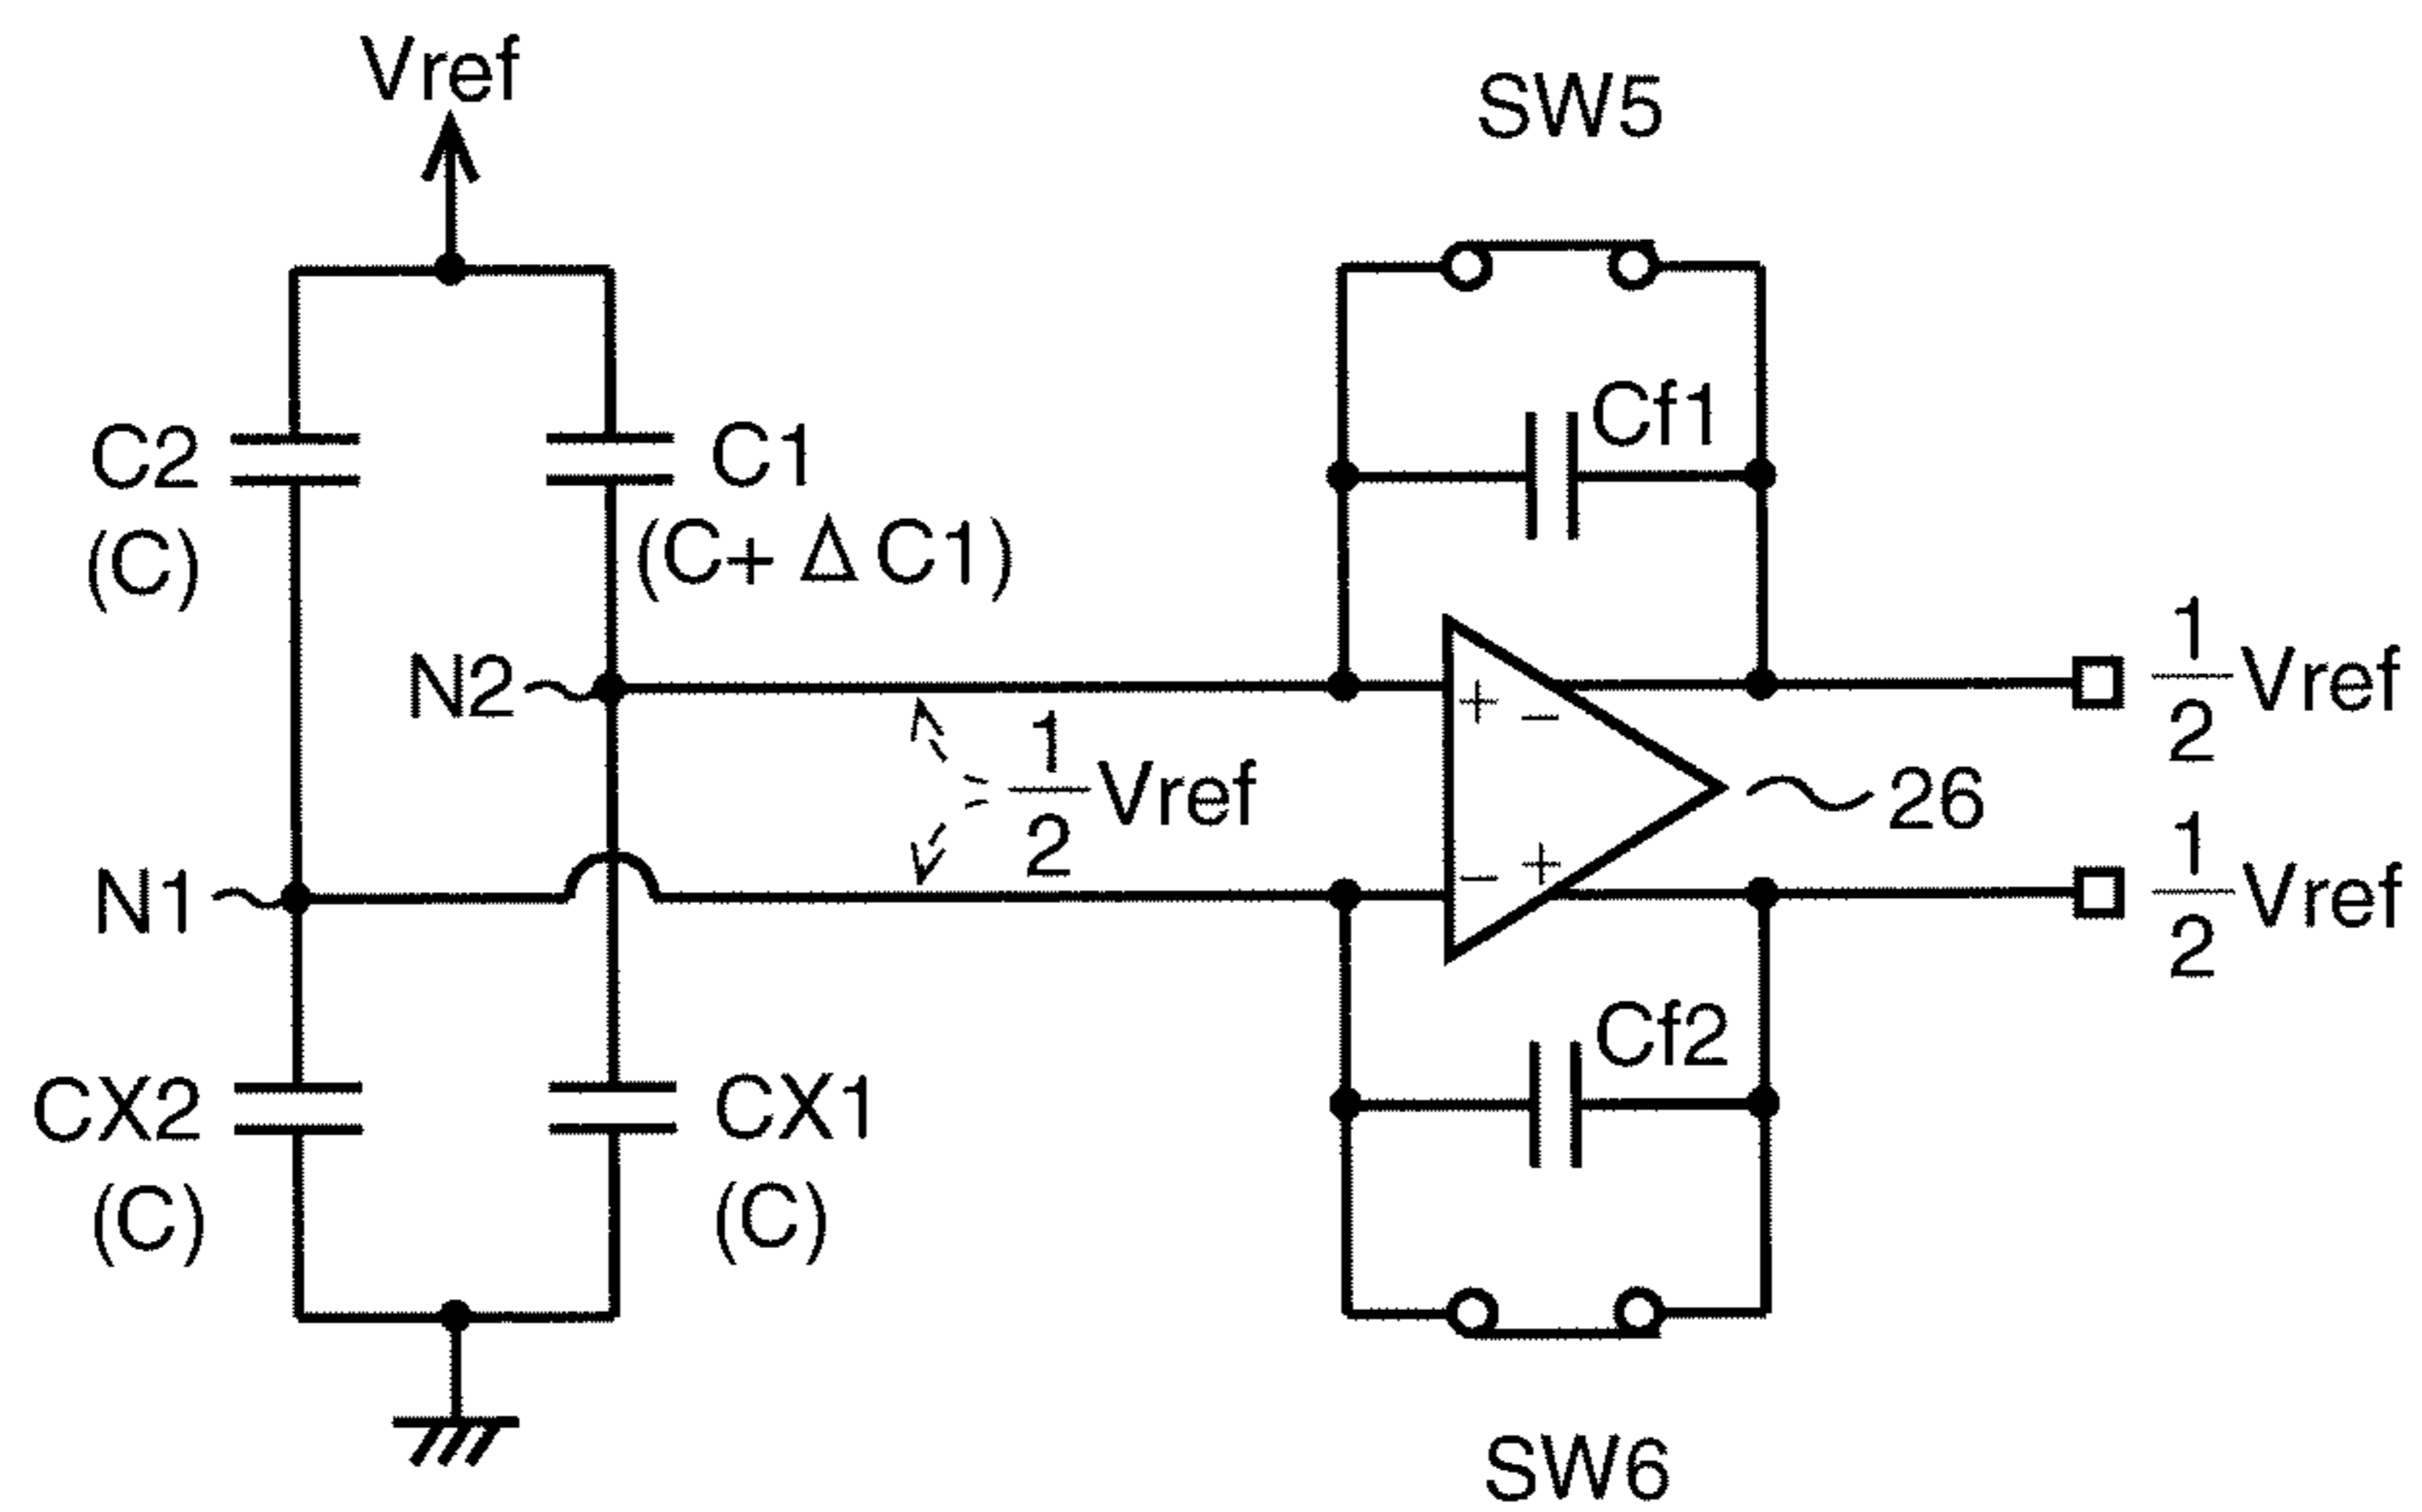 Vref
SW5
C2
(C)
C1
(C+ Δ C1)
Cf1
N2
+
−
1/2 Vref
1/2 Vref
26
N1
−
+
1/2 Vref
Cf2
CX2
(C)
CX1
(C)
SW6